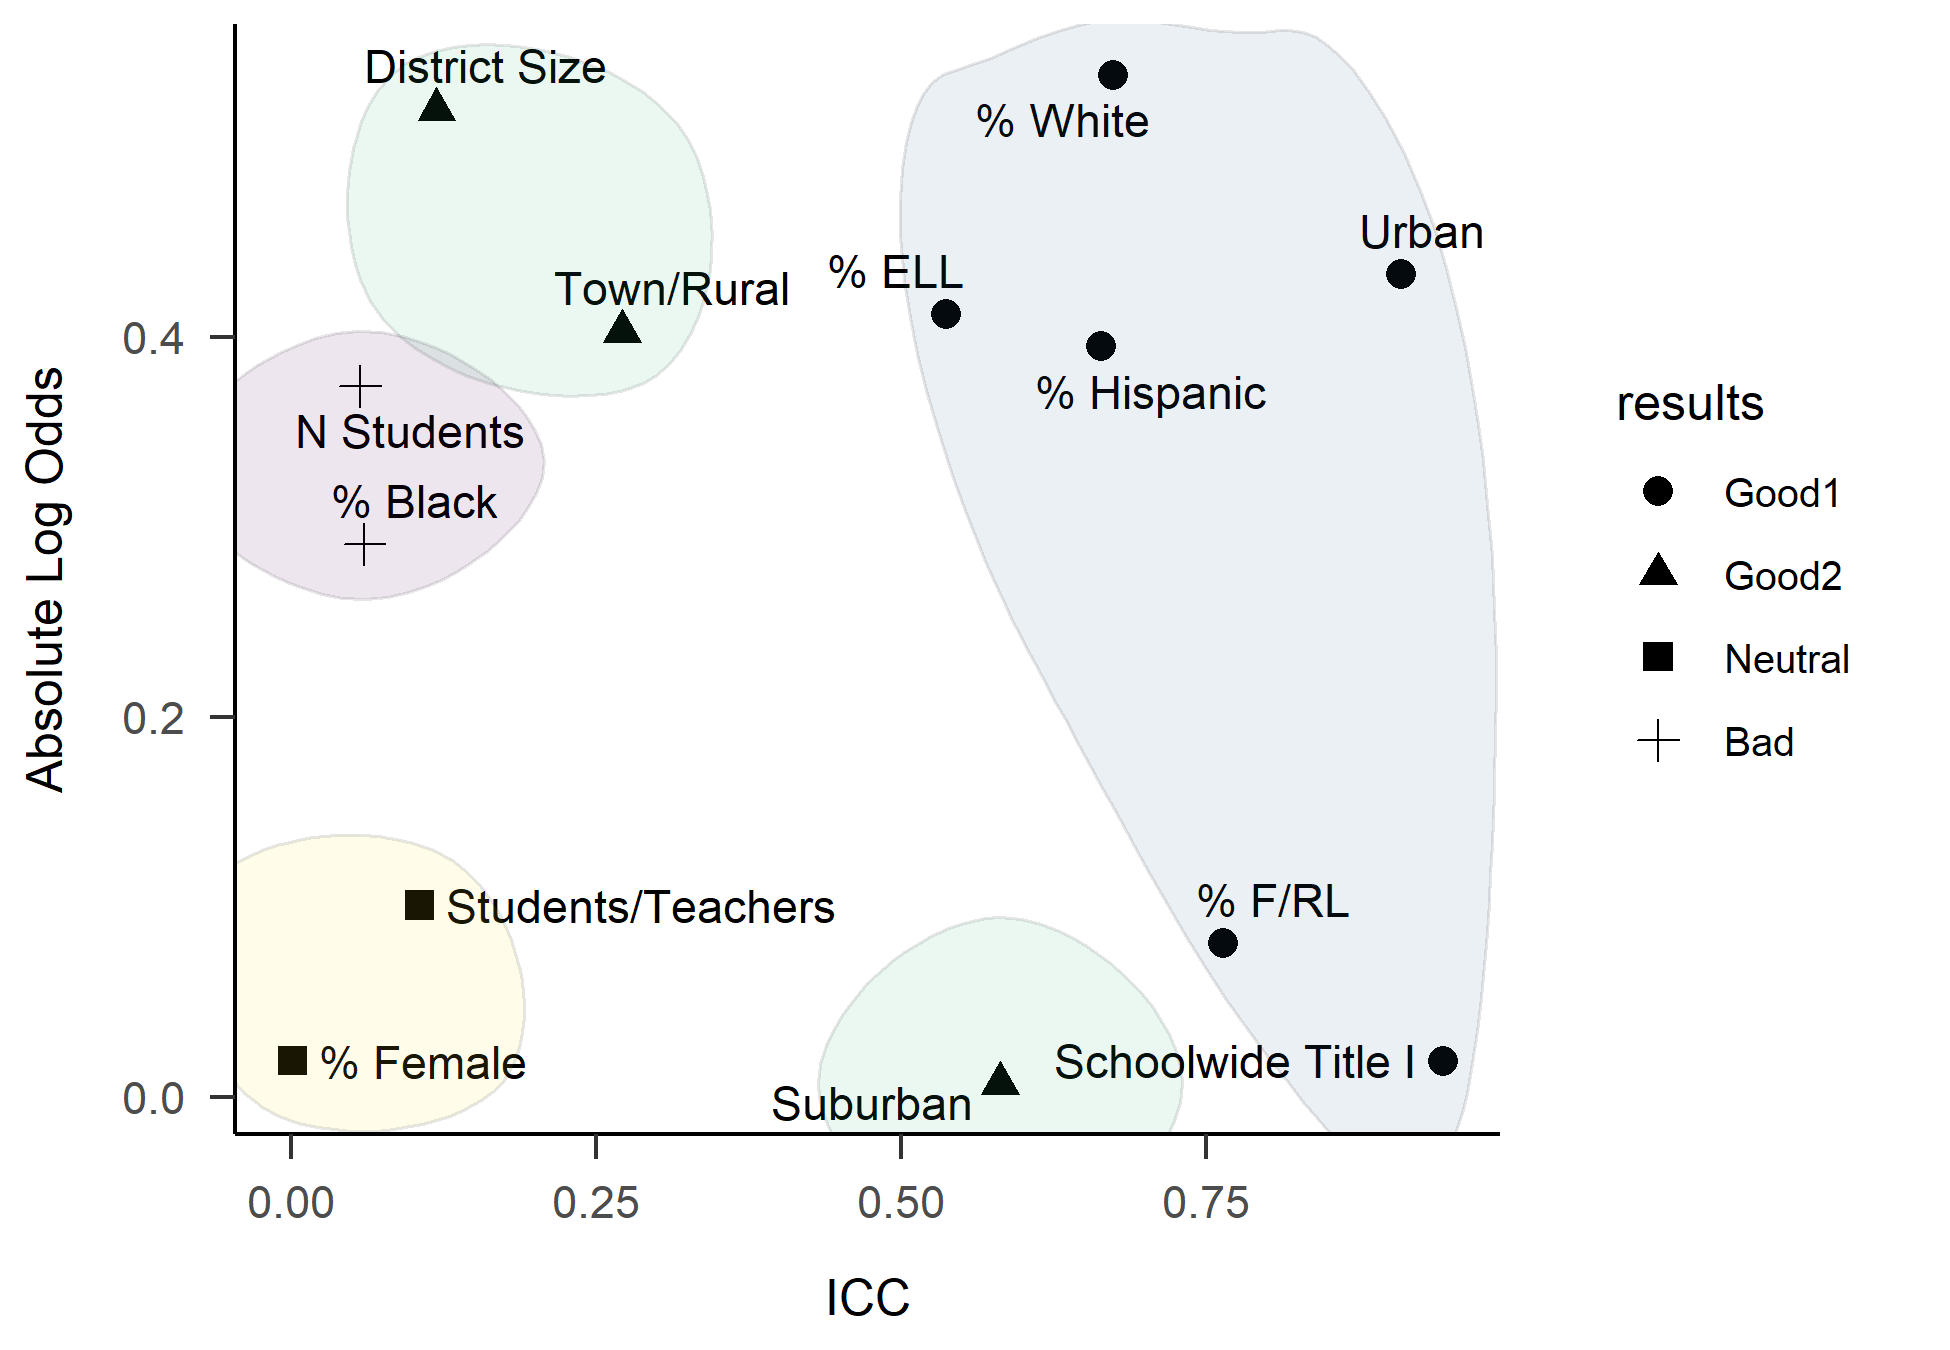 District Size
% White
Urban
% ELL
Town/Rural
% Hispanic
N Students
% Black
% F/RL
Students/Teachers
Schoolwide Title I
% Female
Suburban
Absolute Log Odds
0.4
0.2
0.0
0.00
0.25
0.50
0.75
ICC
results
Good1
Good2
Neutral
Bad